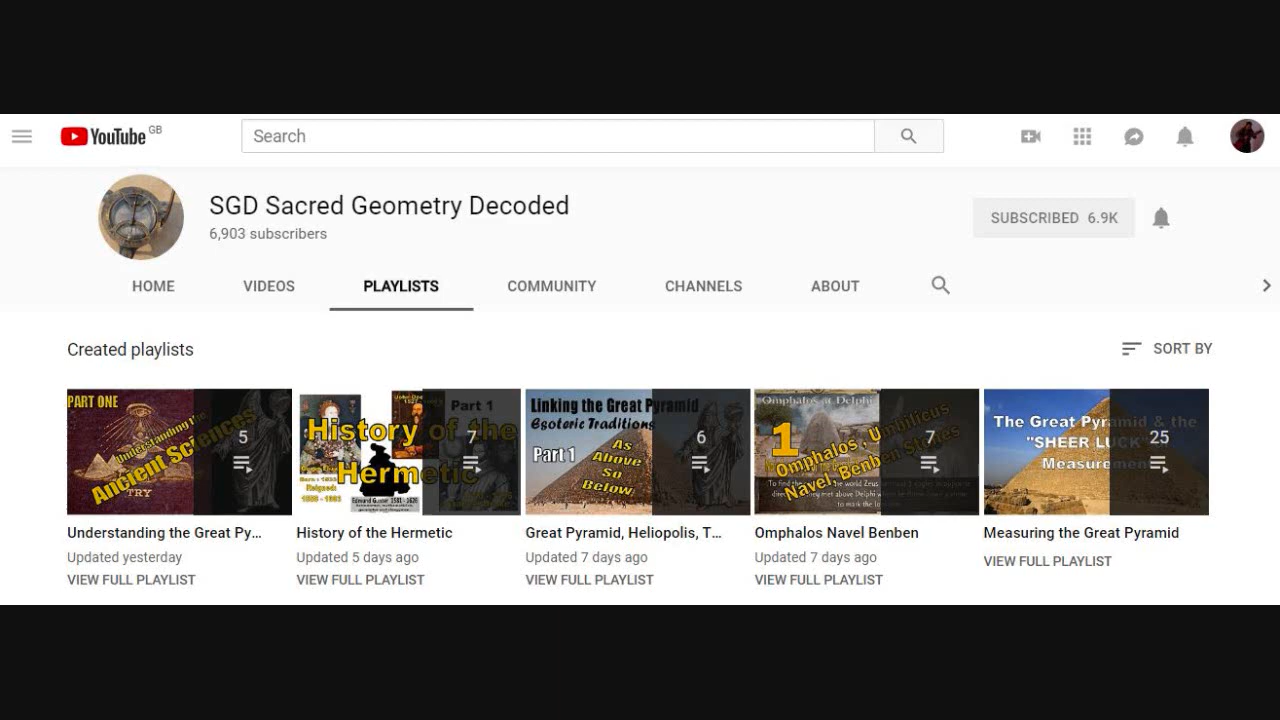 YouTube GB
Search
SGD Sacred Geometry Decoded
6,903 subscribers
SUBSCRIBED 6.9K
HOME VIDEOS PLAYLISTS COMMUNITY CHANNELS ABOUT
Created playlists
SORT BY
PART ONE
Understanding the
Ancient Sciences
TRY
5
Part 1
History of the
Hermetic
7
Linking the Great Pyramid
Esoteric Traditions
Part 1
As
Above
So
Below
6
Omphalos at Delphi
1
Omphalos, Umbilicus
Navel, Benben Stones
7
The Great Pyramid & the
"SHEER LUCK"
Measurement
25
Understanding the Great Py...
Updated yesterday
VIEW FULL PLAYLIST
History of the Hermetic
Updated 5 days ago
VIEW FULL PLAYLIST
Great Pyramid, Heliopolis, T...
Updated 7 days ago
VIEW FULL PLAYLIST
Omphalos Navel Benben
Updated 7 days ago
VIEW FULL PLAYLIST
Measuring the Great Pyramid
VIEW FULL PLAYLIST